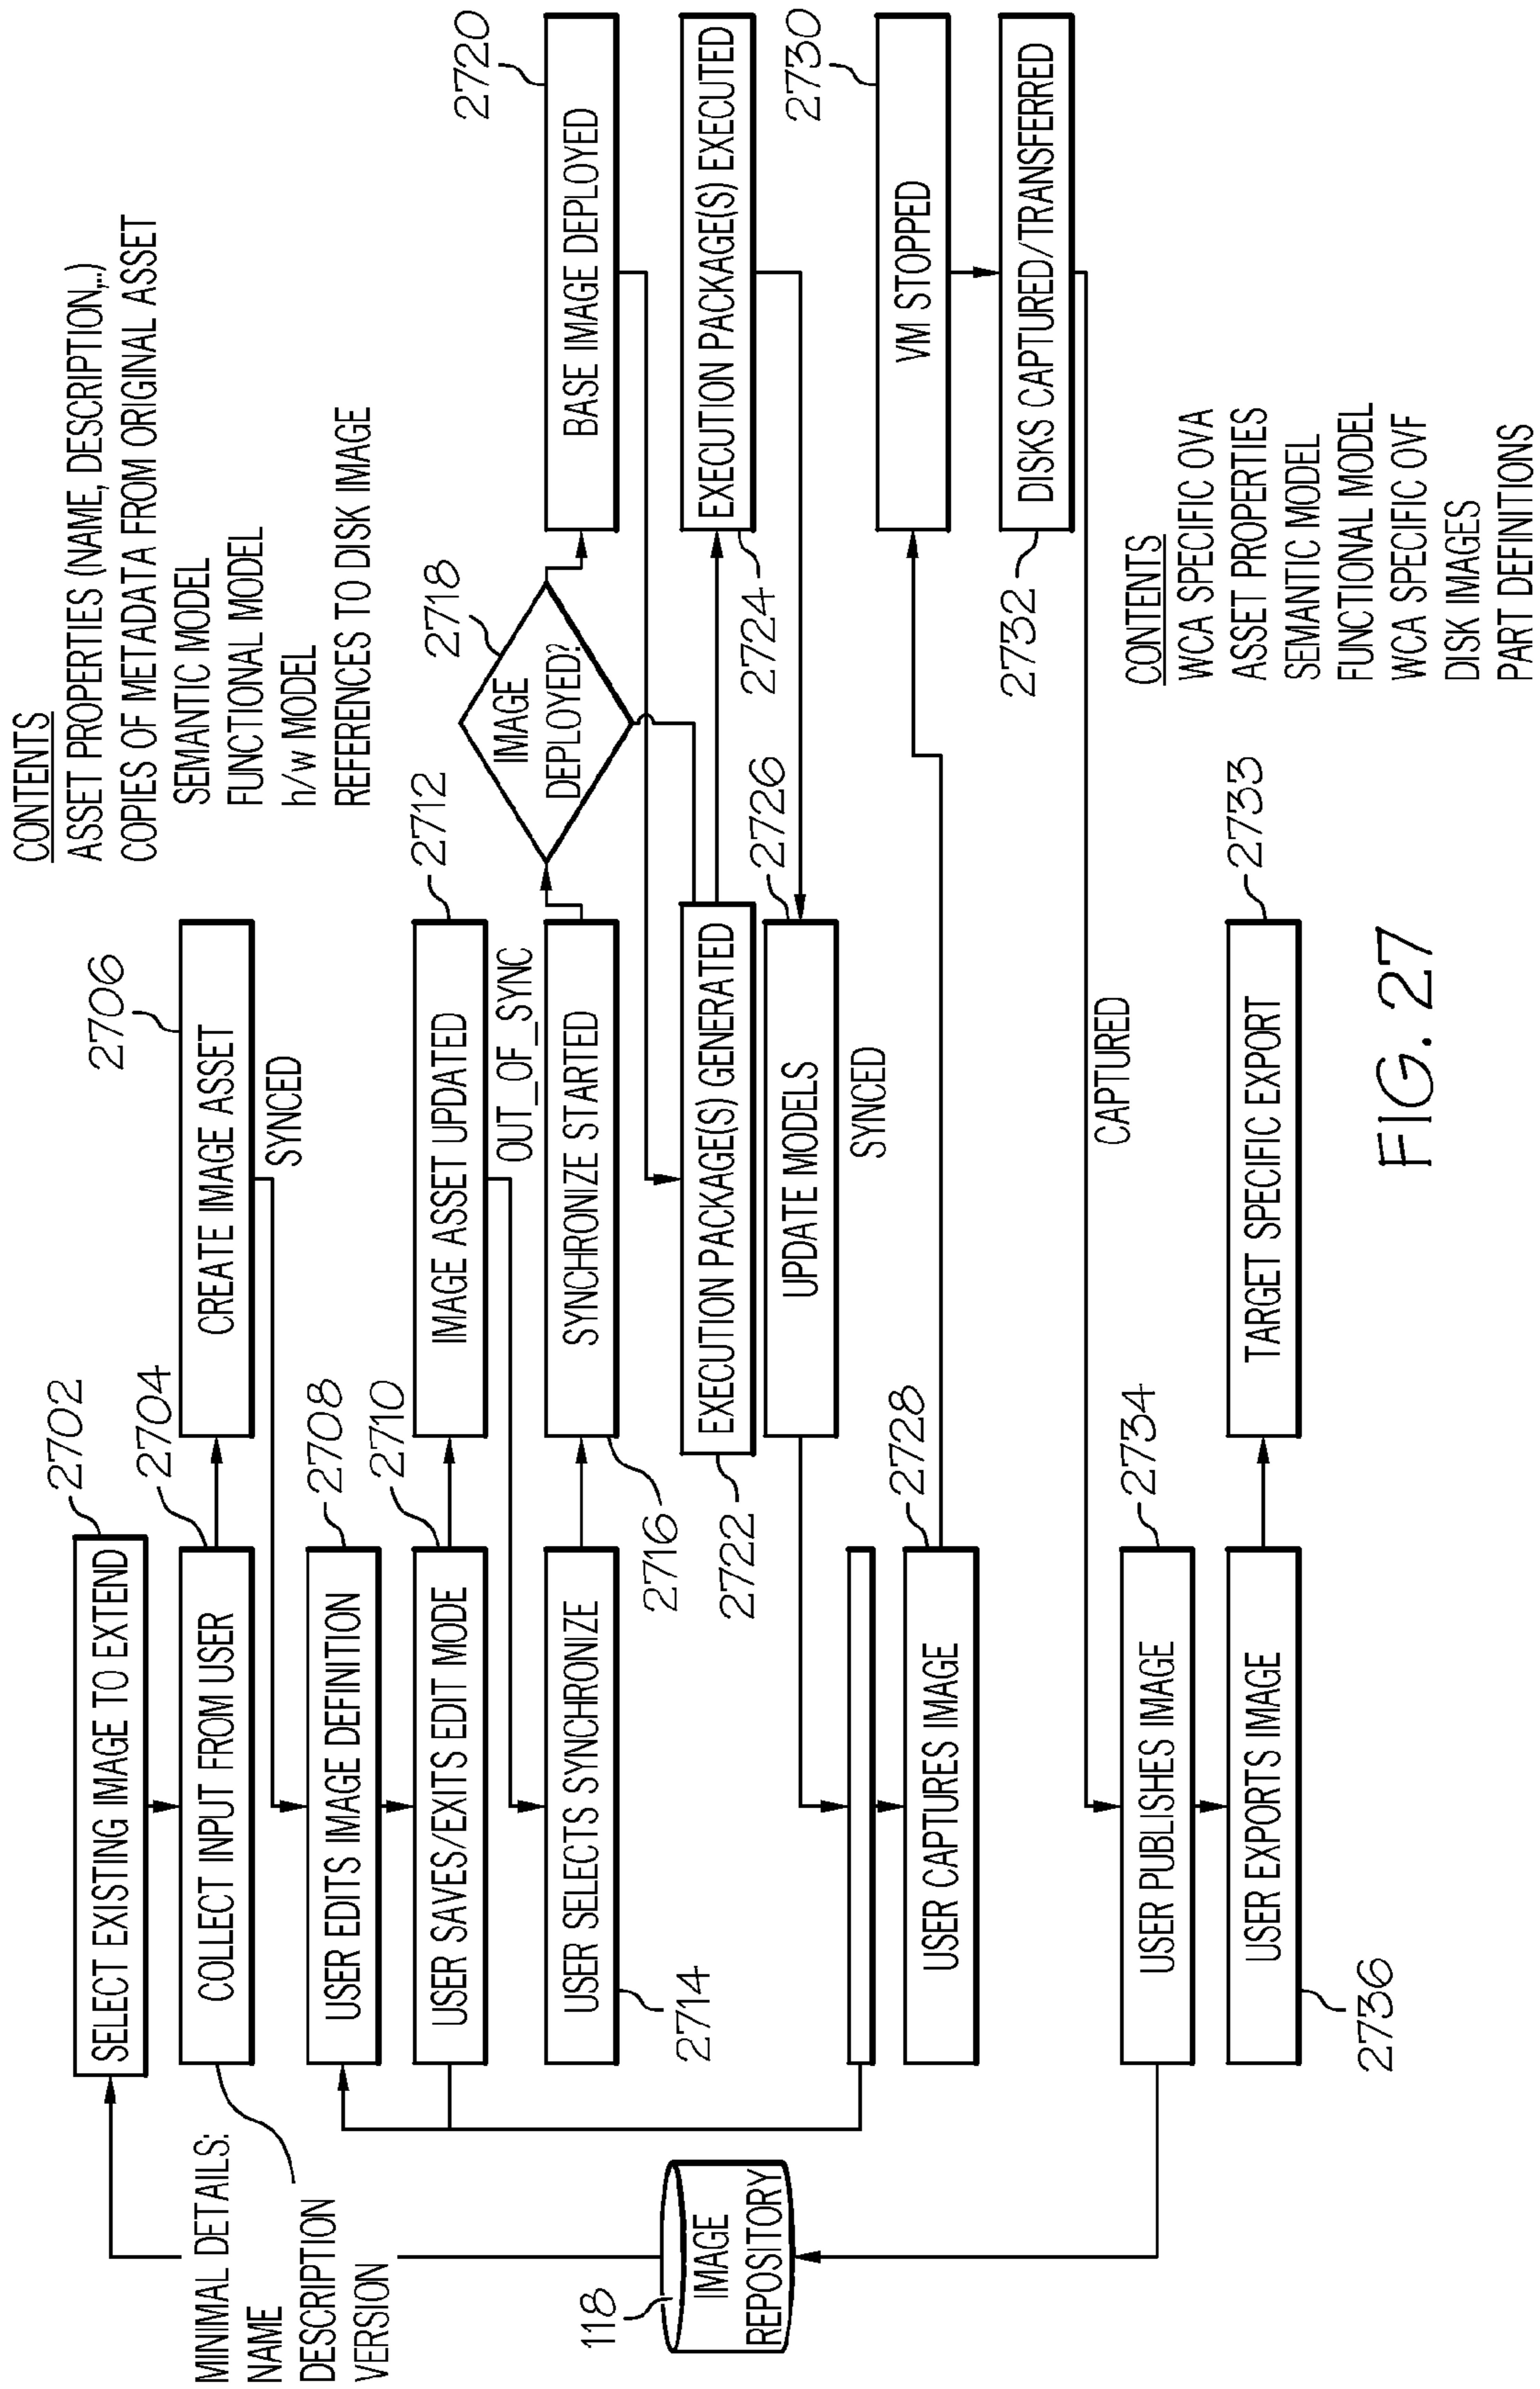 CONTENTS
ASSET PROPERTIES (NAME, DESCRIPTION,...)
COPIES OF METADATA FROM ORIGINAL ASSET
SEMANTIC MODEL
FUNCTIONAL MODEL
h/w MODEL
REFERENCES TO DISK IMAGE
2702
SELECT EXISTING IMAGE TO EXTEND
2704
COLLECT INPUT FROM USER
2706
CREATE IMAGE ASSET
SYNCED
MINIMAL DETAILS:
NAME
DESCRIPTION
VERSION
2708
USER EDITS IMAGE DEFINITION
2710
USER SAVES/EXITS EDIT MODE
2712
IMAGE ASSET UPDATED
OUT_OF_SYNC
USER SELECTS SYNCHRONIZE
2714
SYNCHRONIZE STARTED
2716
2718
IMAGE
DEPLOYED?
2720
BASE IMAGE DEPLOYED
EXECUTION PACKAGE(S) GENERATED
2722
EXECUTION PACKAGE(S) EXECUTED
2724
2726
UPDATE MODELS
SYNCED
118
IMAGE
REPOSITORY
2728
USER CAPTURES IMAGE
2730
VM STOPPED
DISKS CAPTURED/TRANSFERRED
2732
CAPTURED
2734
USER PUBLISHES IMAGE
USER EXPORTS IMAGE
2736
2733
TARGET SPECIFIC EXPORT
CONTENTS
WCA SPECIFIC OVA
ASSET PROPERTIES
SEMANTIC MODEL
FUNCTIONAL MODEL
WCA SPECIFIC OVF
DISK IMAGES
PART DEFINITIONS
FIG. 27